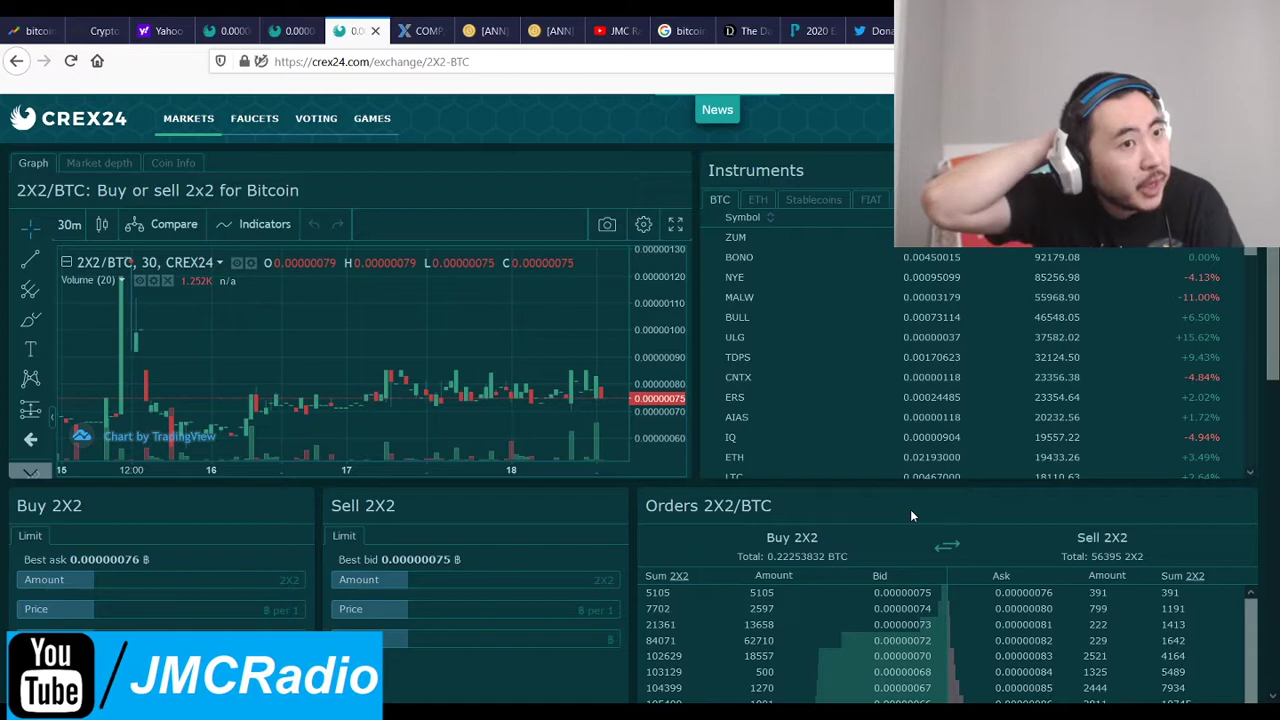 bitcoin
Crypto
Yahoo
0.0000
0.0000
0.0
COMP
[ANN]
[ANN]
JMC R
bitcoin
The Da
2020 E
Dona
https://crex24.com/exchange/2X2-BTC
CREX24
MARKETS
FAUCETS
VOTING
GAMES
News
Graph
Market depth
Coin Info
2X2/BTC: Buy or sell 2x2 for Bitcoin
30m
Compare
Indicators
2X2/BTC, 30, CREX24
O 0.00000079 H 0.00000079 L 0.00000075 C 0.00000075
Volume (20) 1.252K n/a
0.00000130
0.00000120
0.00000110
0.00000100
0.00000090
0.00000080
0.00000075
0.00000070
0.00000060
Chart by TradingView
15 12:00 16 17 18
Instruments
BTC ETH Stablecoins FIAT
Symbol
ZUM
BONO 0.00450015 92179.08 0.00%
NYE 0.00095099 85256.98 -4.13%
MALW 0.00003179 55968.90 -11.00%
BULL 0.00073114 46548.05 +6.50%
ULG 0.00000037 37582.02 +15.62%
TDPS 0.00170623 32124.50 +9.43%
CNTX 0.00000118 23356.38 -4.84%
ERS 0.00024485 23354.64 +2.02%
AIAS 0.00000118 20232.56 +1.72%
IQ 0.00000904 19557.22 -4.94%
ETH 0.02193000 19433.26 +3.49%
LTC 0.00467000 18110.63 +2.64%
Buy 2X2
Limit
Best ask 0.00000076 ฿
Amount 2X2
Price ฿ per 1
Sell 2X2
Limit
Best bid 0.00000075 ฿
Amount 2X2
Price ฿ per 1
฿
Orders 2X2/BTC
Buy 2X2
Total: 0.22253832 BTC
Sell 2X2
Total: 56395 2X2
Sum 2X2 Amount Bid Ask Amount Sum 2X2
5105 5105 0.00000075 0.00000076 391 391
7702 2597 0.00000074 0.00000080 799 1191
21361 13658 0.00000073 0.00000081 222 1413
84071 62710 0.00000072 0.00000082 229 1642
102629 18557 0.00000070 0.00000083 2521 4164
103129 500 0.00000068 0.00000084 1325 5489
104399 1270 0.00000067 0.00000085 2444 7934
You
Tube
/JMCRadio